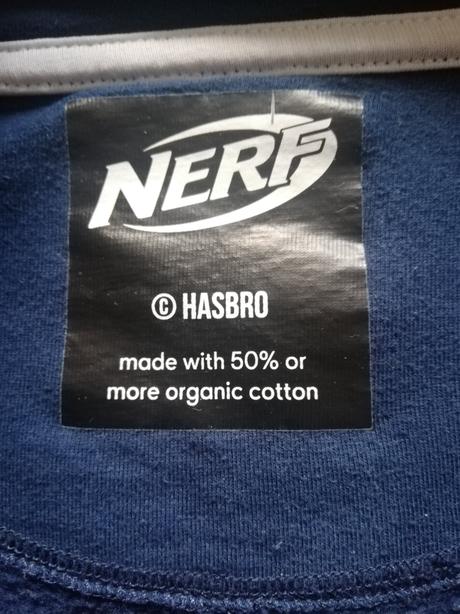 NERF
© HASBRO
made with 50% or
more organic cotton